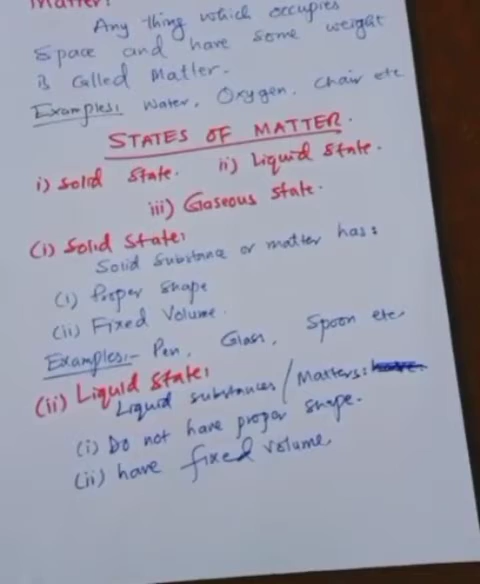 Matter:
Any thing which occupies
Space and have some weight
is called Matter.
Examples: Water, Oxygen, Chair etc
STATES OF MATTER.
i) Solid State. ii) Liquid State.
iii) Gaseous State.
(i) Solid State:
Solid Substance or matter has:
(i) Proper Shape
(ii) Fixed Volume.
Examples:- Pen, Glass, Spoon etc
(ii) Liquid State:
Liquid substances / Matters:
(i) Do not have proper shape.
(ii) have fixed volume.